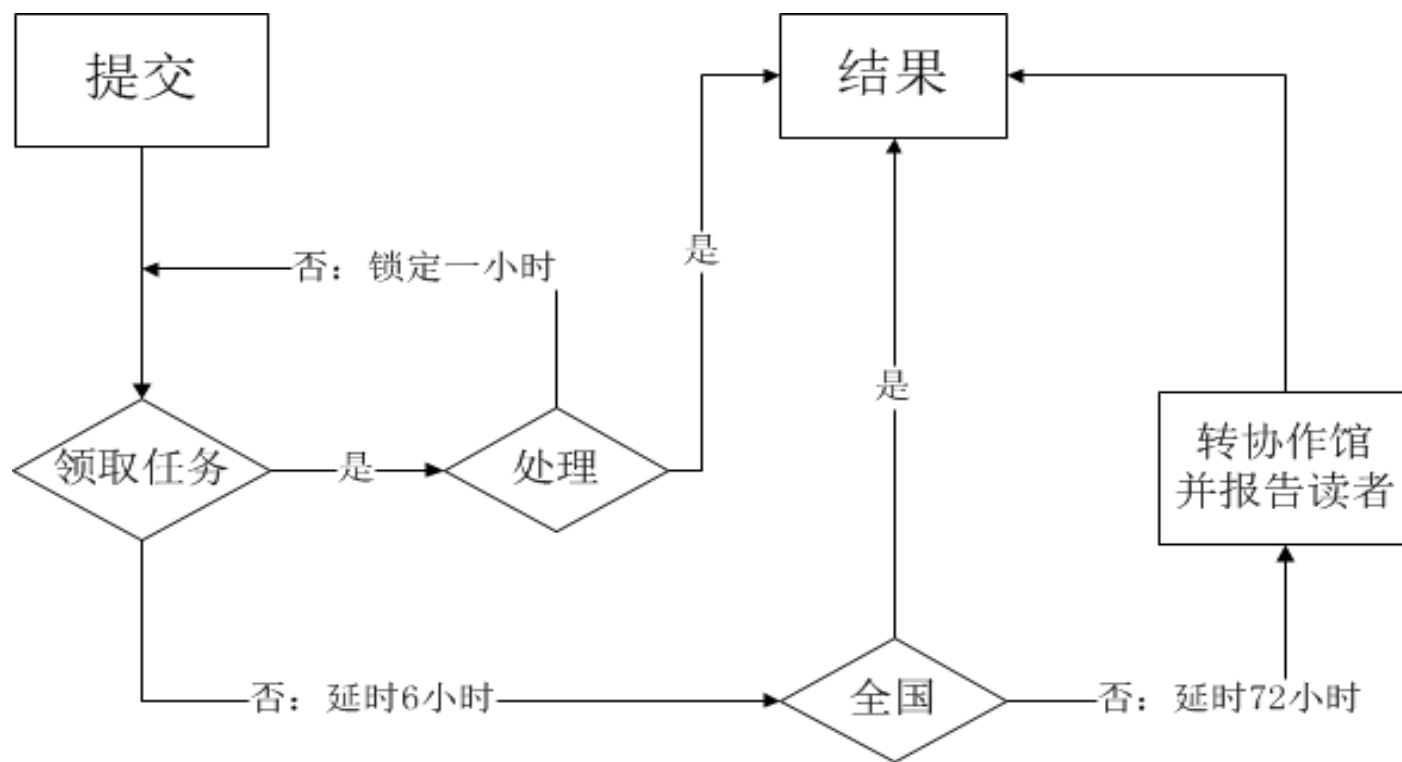 提交
结果
否：锁定一小时
是
是
领取任务
是
处理
转协作馆
并报告读者
否：延时6小时
全国
否：延时72小时